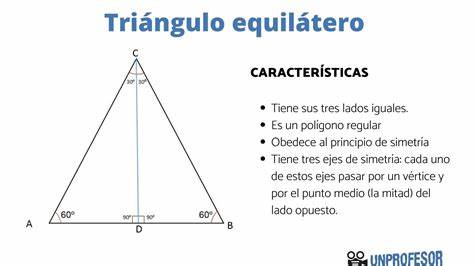 Triángulo equilátero
C
30° 30°
60° 90° 90° 60°
A D B
CARACTERÍSTICAS
Tiene sus tres lados iguales.
Es un polígono regular
Obedece al principio de simetría
Tiene tres ejes de simetría: cada uno
de estos ejes pasar por un vértice y
por el punto medio (la mitad) del
lado opuesto.
UNPROFESOR